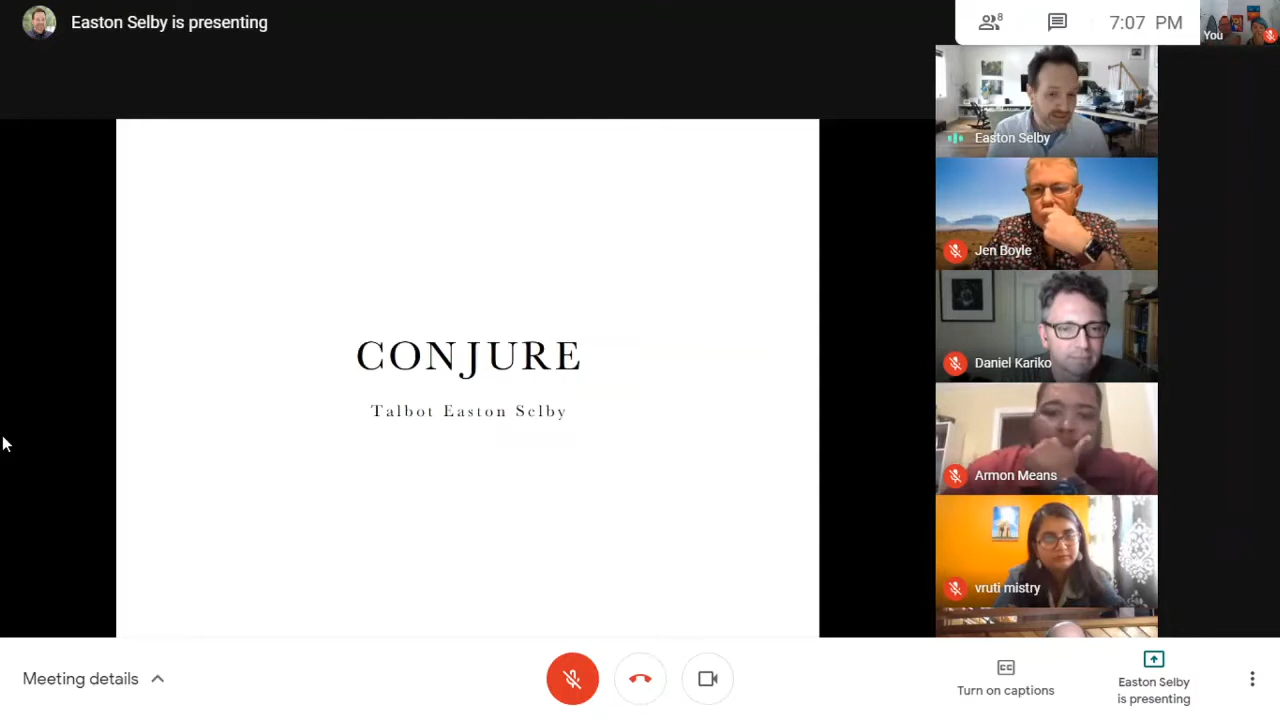 Easton Selby is presenting
8
7:07 PM
You
Easton Selby
Jen Boyle
Daniel Kariko
Armon Means
vruti mistry
CONJURE
Talbot Easton Selby
Meeting details
CC
Turn on captions
Easton Selby
is presenting